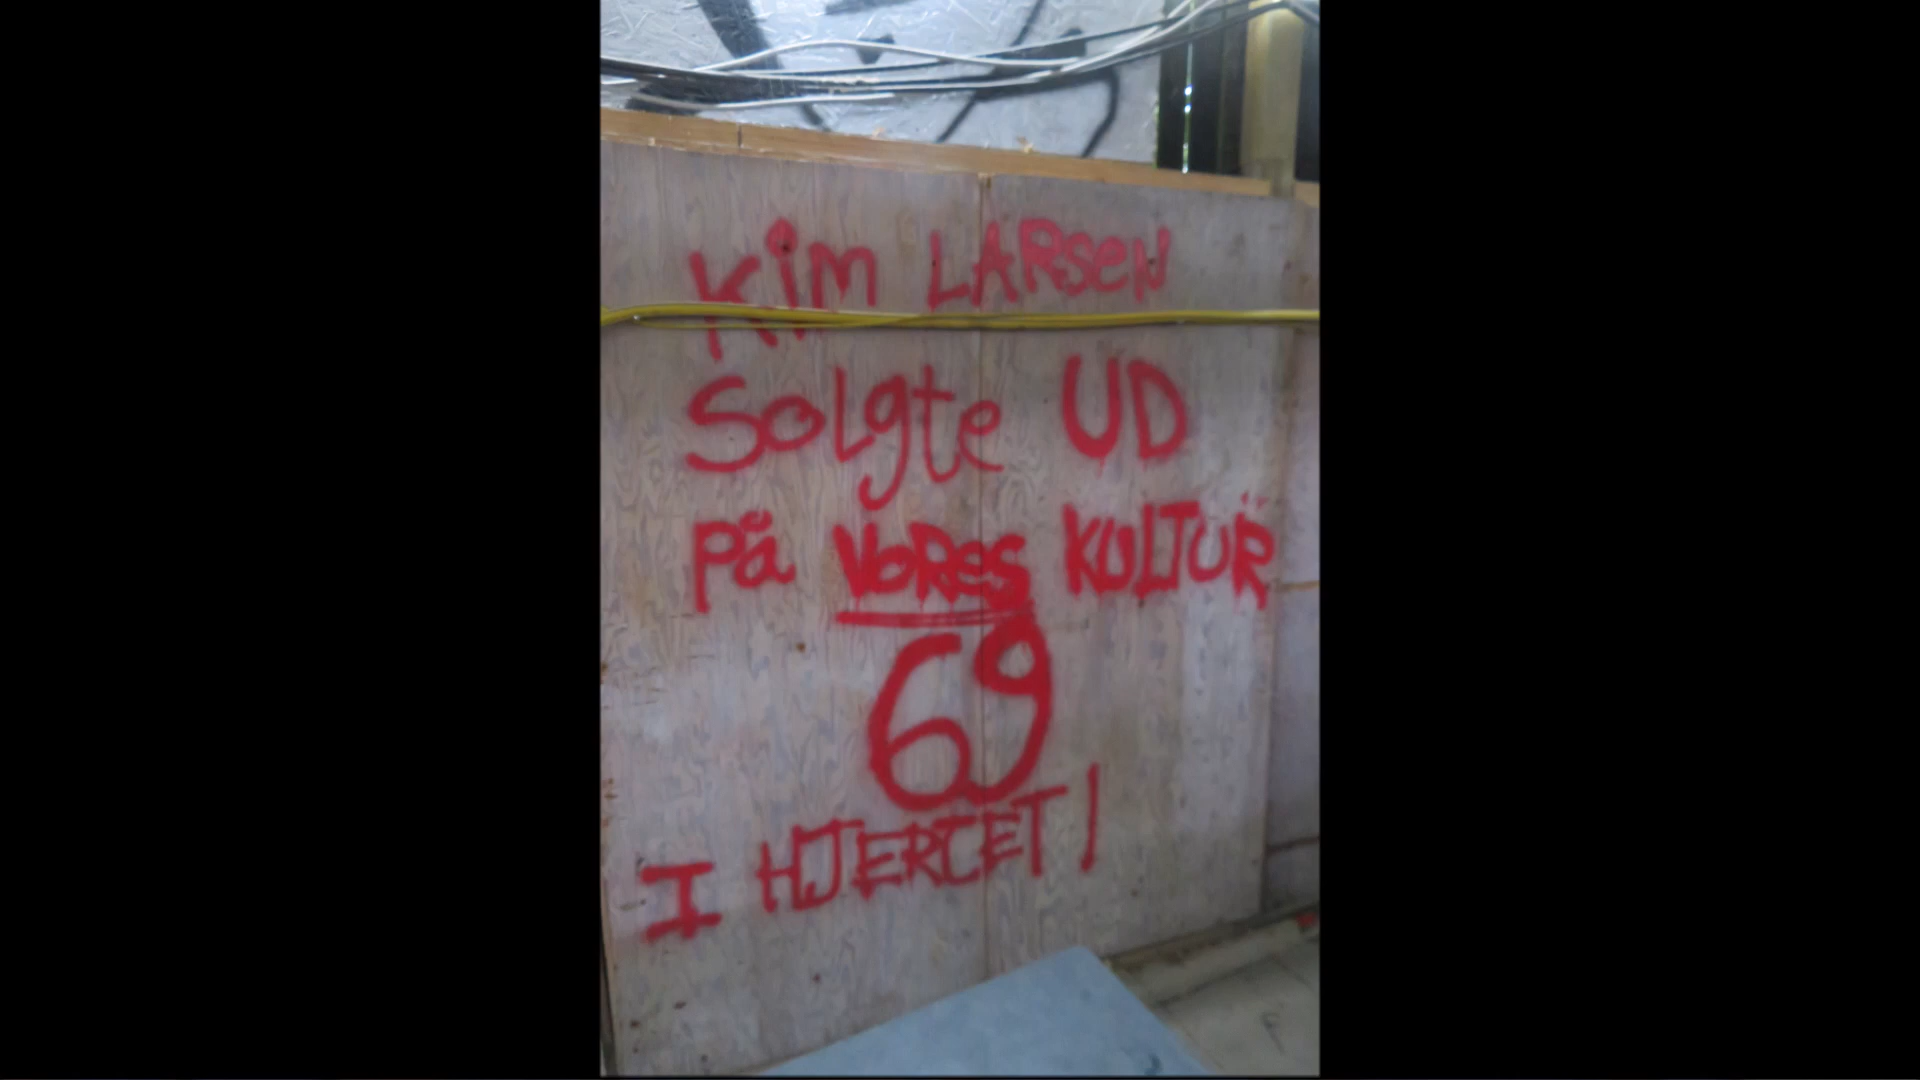 KiM LARSeN
SoLgte UD
På VoRes KULTUR
69
I HJERTET!